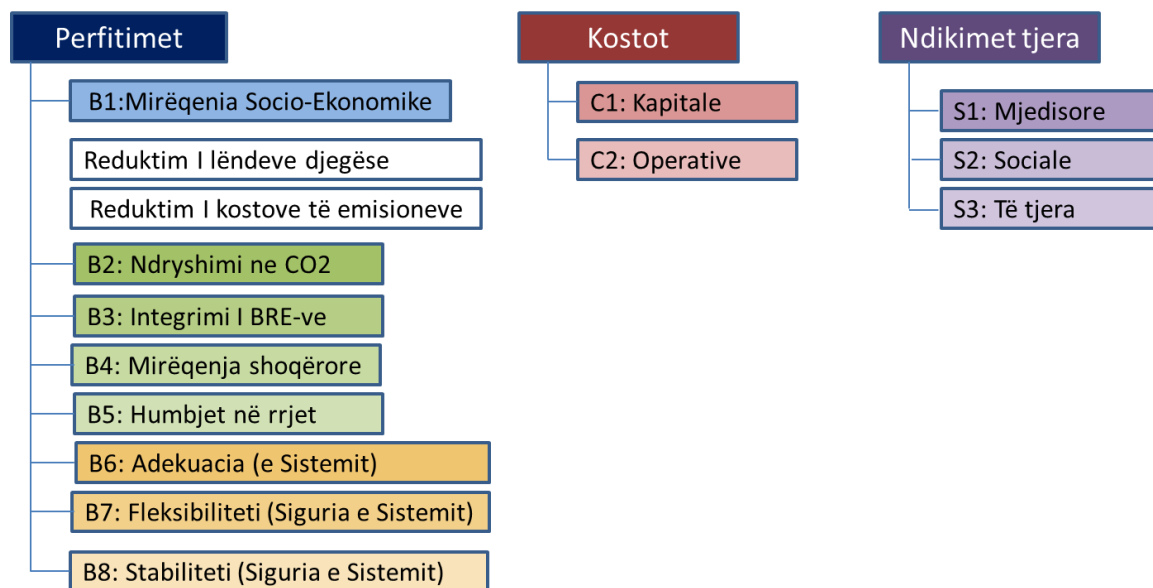 Perfitimet
B1:Mirëqenia Socio-Ekonomike
Reduktim I lëndeve djegëse
Reduktim I kostove të emisioneve
B2: Ndryshimi ne CO2
B3: Integrimi I BRE-ve
B4: Mirëqenja shoqërore
B5: Humbjet në rrjet
B6: Adekuacia (e Sistemit)
B7: Fleksibiliteti (Siguria e Sistemit)
B8: Stabiliteti (Siguria e Sistemit)
Kostot
C1: Kapitale
C2: Operative
Ndikimet tjera
S1: Mjedisore
S2: Sociale
S3: Të tjera